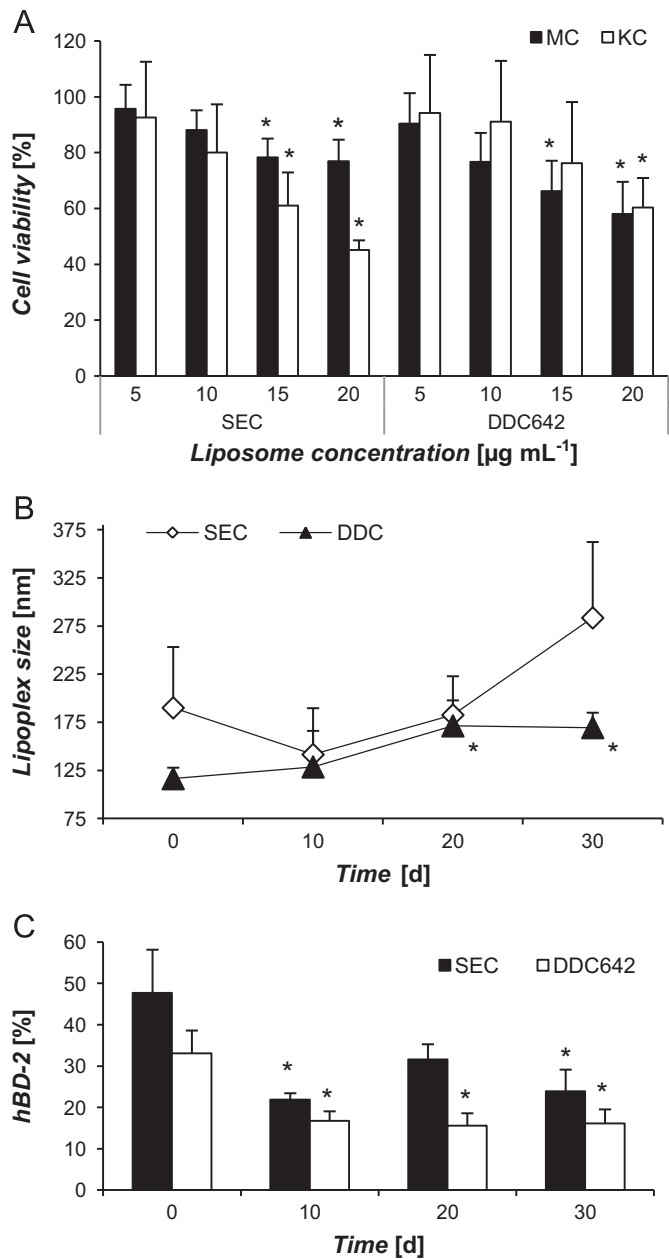 A
MC KC
Cell viability [%]
120
100
80
60
40
20
0
* * * * * * *
5 10 15 20 5 10 15 20
SEC DDC642
Liposome concentration [µg mL-1]
B
SEC DDC
Lipoplex size [nm]
375
325
275
225
175
125
75
* *
0 10 20 30
Time [d]
C
SEC DDC642
hBD-2 [%]
60
50
40
30
20
10
0
* * * * *
0 10 20 30
Time [d]